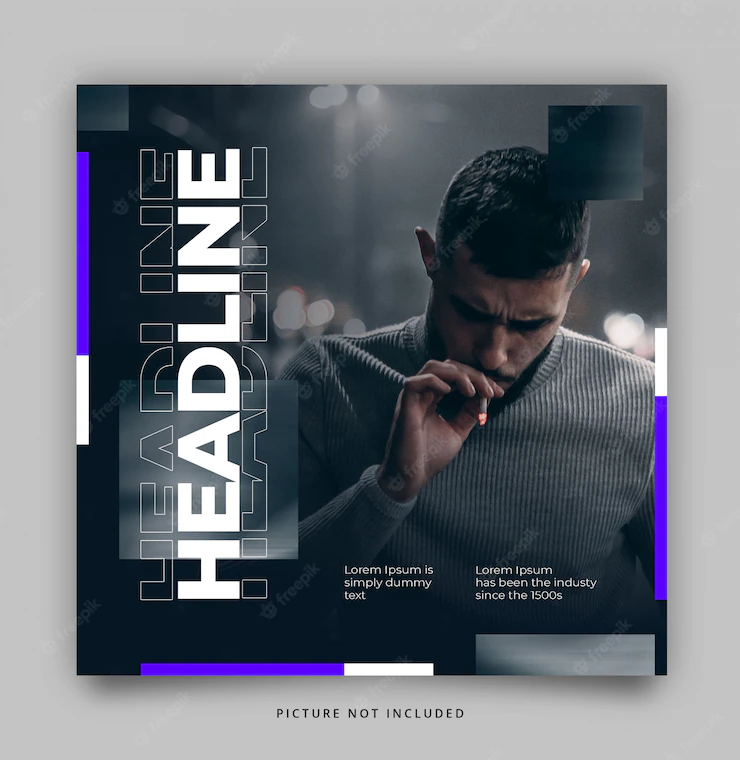 HEADLINE
HEADLINE
HEADLINE
Lorem Ipsum is
simply dummy
text
Lorem Ipsum
has been the industy
since the 1500s
PICTURE NOT INCLUDED
freepik